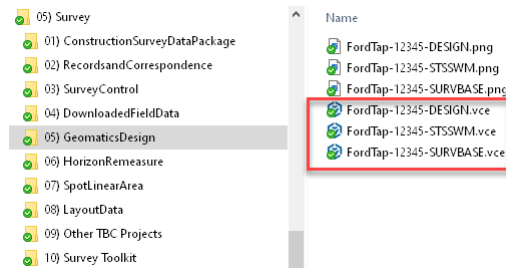 05) Survey
01) ConstructionSurveyDataPackage
02) RecordsandCorrespondence
03) SurveyControl
04) DownloadedFieldData
05) GeomaticsDesign
06) HorizonRemeasure
07) SpotLinearArea
08) LayoutData
09) Other TBC Projects
10) Survey Toolkit
Name
FordTap-12345-DESIGN.png
FordTap-12345-STSSWM.png
FordTap-12345-SURVBASE.png
FordTap-12345-DESIGN.vce
FordTap-12345-STSSWM.vce
FordTap-12345-SURVBASE.vce